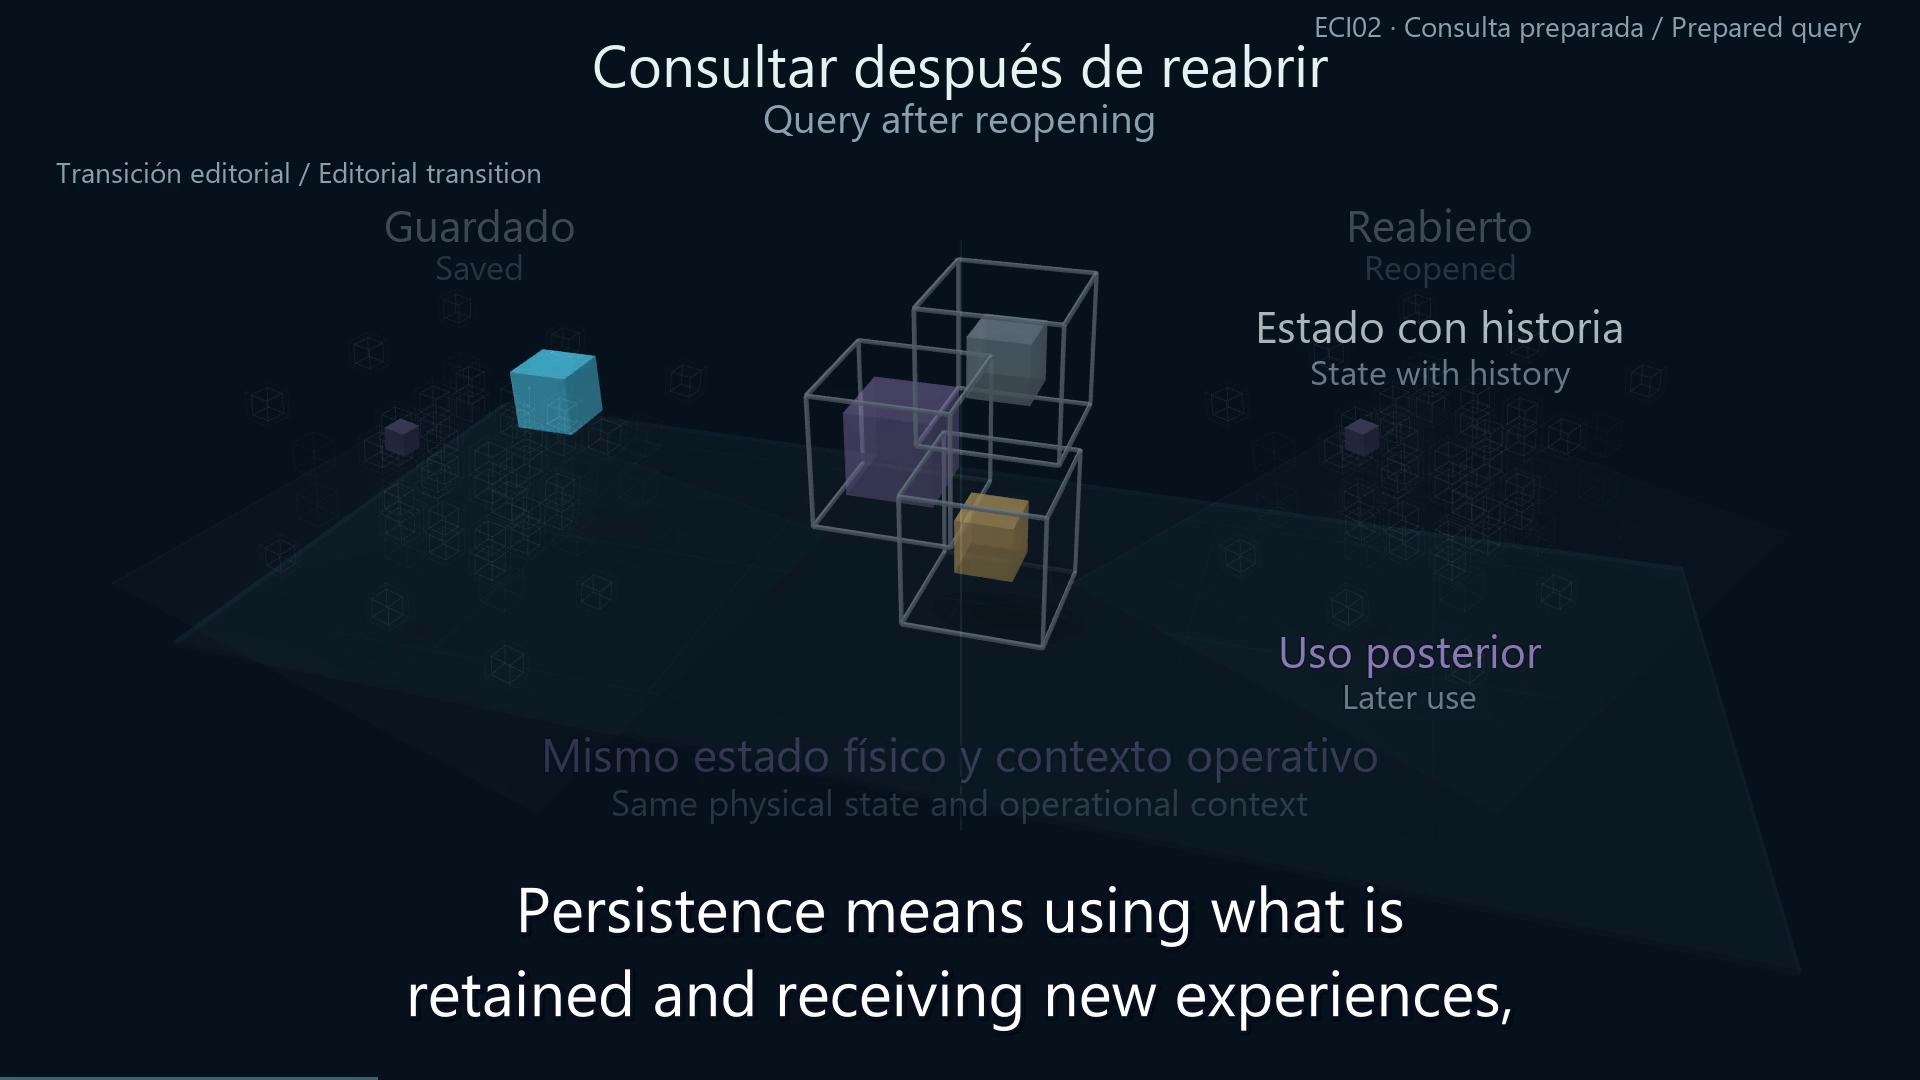 ECI02 · Consulta preparada / Prepared query
Consultar después de reabrir
Query after reopening
Transición editorial / Editorial transition
Guardado
Saved
Reabierto
Reopened
Estado con historia
State with history
Uso posterior
Later use
Mismo estado físico y contexto operativo
Same physical state and operational context
Persistence means using what is
retained and receiving new experiences,